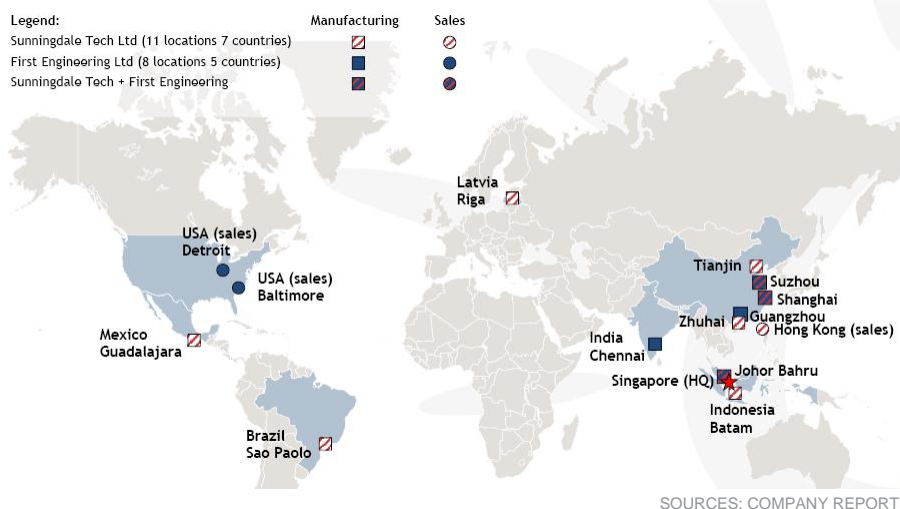 Legend:
Manufacturing
Sales
Sunningdale Tech Ltd (11 locations 7 countries)
First Engineering Ltd (8 locations 5 countries)
Sunningdale Tech + First Engineering
Latvia
Riga
USA (sales)
Detroit
USA (sales)
Baltimore
Tianjin
Suzhou
Shanghai
Guangzhou
Zhuhai
Hong Kong (sales)
Mexico
Guadalajara
India
Chennai
Johor Bahru
Singapore (HQ)
Indonesia
Batam
Brazil
Sao Paolo
SOURCES: COMPANY REPORT